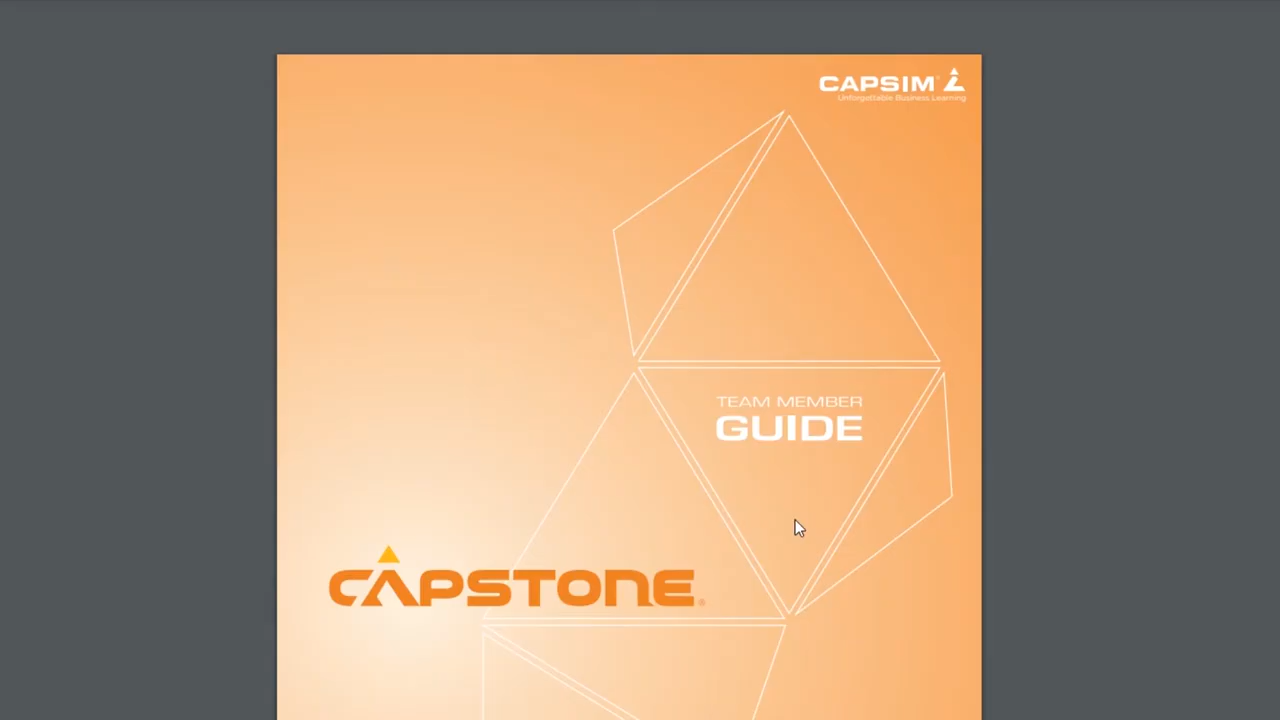 CAPSIM®
Unforgettable Business Learning
TEAM MEMBER
GUIDE
CAPSTONE®